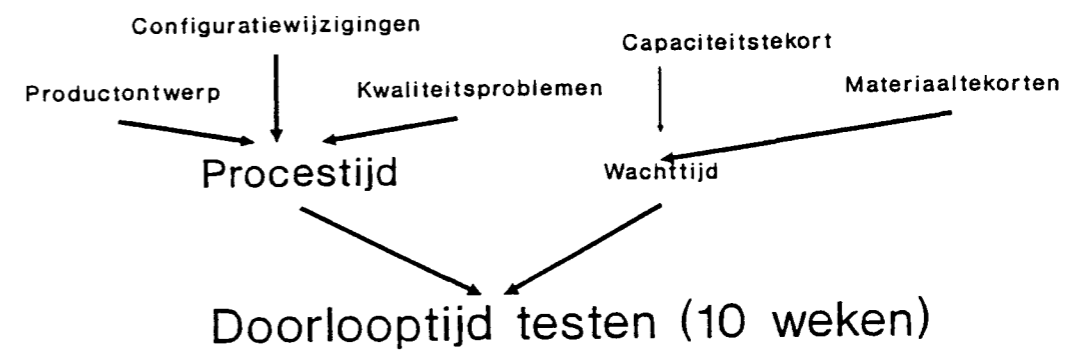 Configuratiewijzigingen
Capaciteitstekort
Productontwerp
Kwaliteitsproblemen
Materiaaltekorten
Procestijd
Wachttijd
Doorlooptijd testen (10 weken)